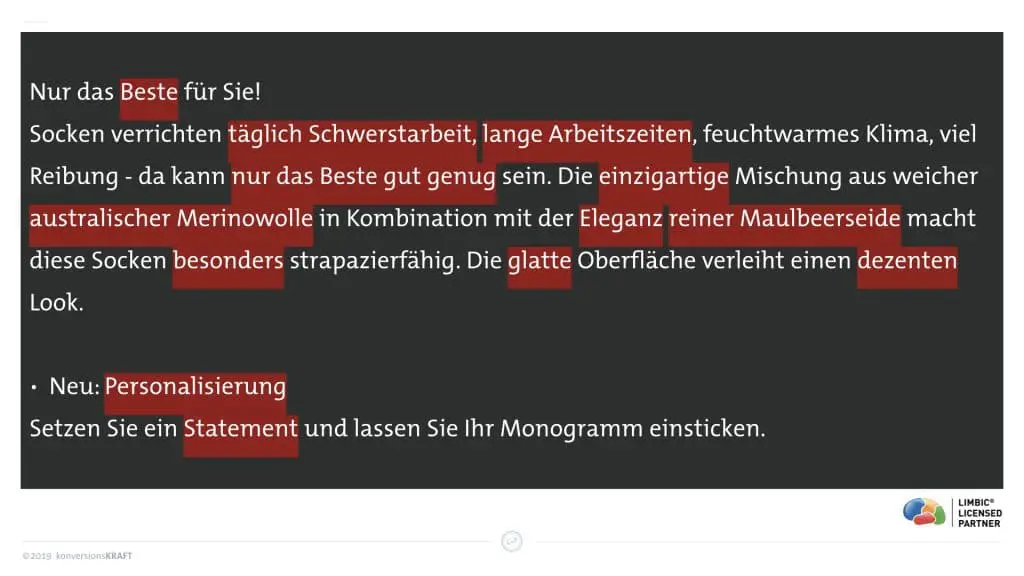 Nur das Beste für Sie!
Socken verrichten täglich Schwerstarbeit, lange Arbeitszeiten, feuchtwarmes Klima, viel
Reibung - da kann nur das Beste gut genug sein. Die einzigartige Mischung aus weicher
australischer Merinowolle in Kombination mit der Eleganz reiner Maulbeerseide macht
diese Socken besonders strapazierfähig. Die glatte Oberfläche verleiht einen dezenten
Look.
• Neu: Personalisierung
Setzen Sie ein Statement und lassen Sie Ihr Monogramm einsticken.
LIMBIC®
LICENSED
PARTNER
©2019 konversionsKRAFT